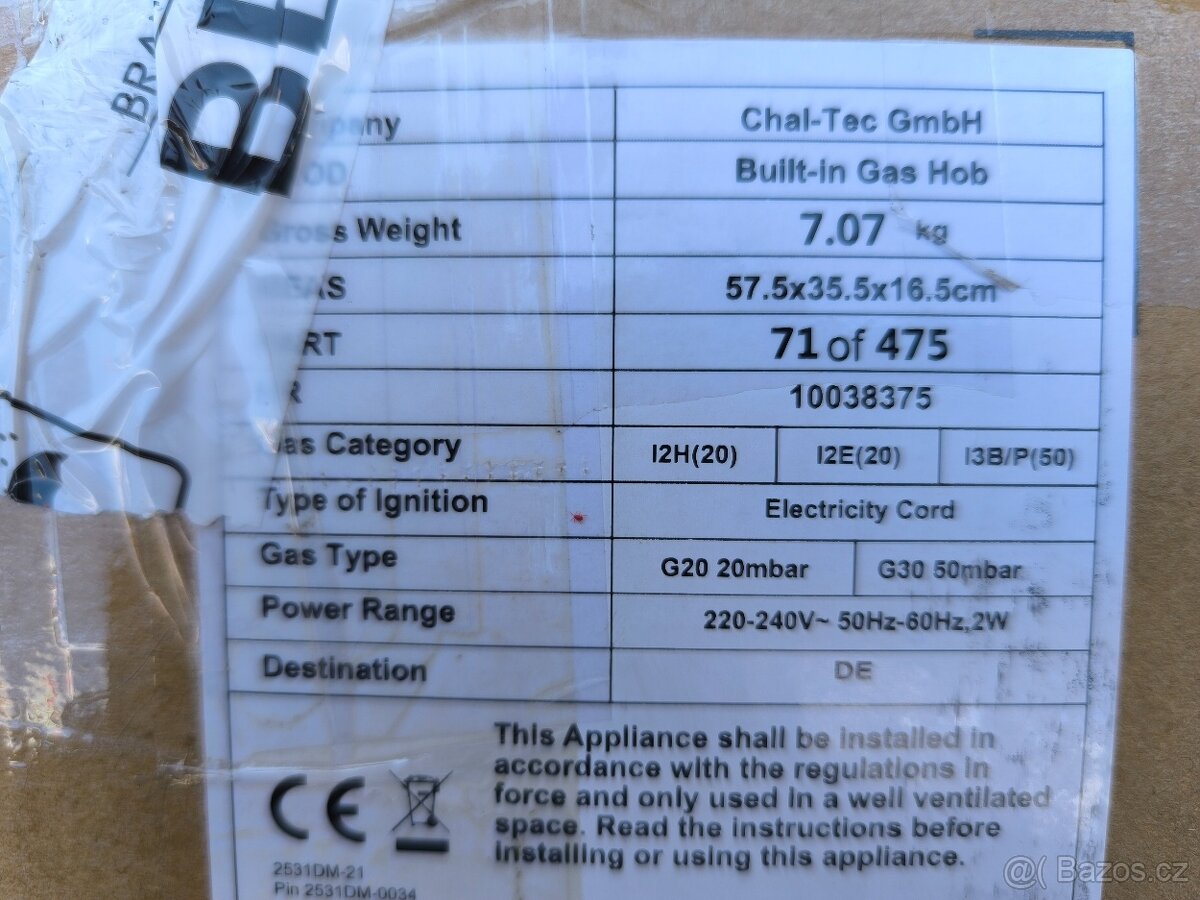 BRA
Chal-Tec GmbH
Built-in Gas Hob
Gross Weight 7.07 kg
57.5x35.5x16.5cm
71 of 475
10038375
Gas Category I2H(20) I2E(20) I3B/P(50)
Type of Ignition Electricity Cord
Gas Type G20 20mbar G30 50mbar
Power Range 220-240V~ 50Hz-60Hz,2W
Destination DE
This Appliance shall be installed in
accordance with the regulations in
force and only used in a well ventilated
space. Read the instructions before
installing or using this appliance.
CE
2531DM-21
Pin 2531DM-0034
@( Bazos.cz